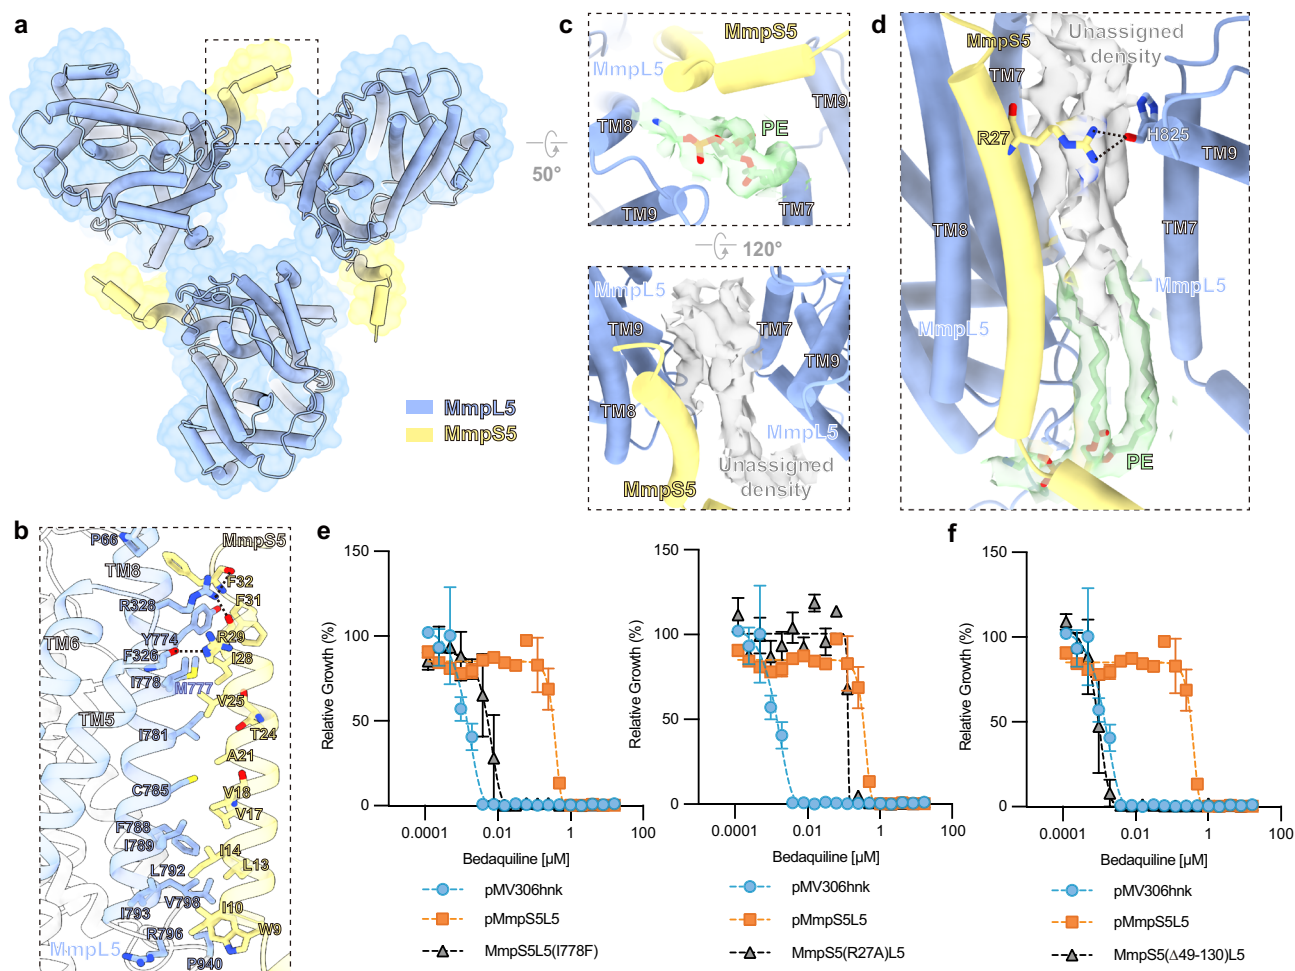 a
50°
MmpL5
MmpS5
c
MmpS5
MmpL5
TM9
TM8
PE
TM9
TM7
120°
MmpL5
TM9
TM7
TM9
TM8
MmpL5
Unassigned
density
MmpS5
d
MmpS5
Unassigned
density
TM7
R27
H825
TM9
TM8
TM7
MmpL5
MmpL5
PE
b
P66
MmpS5
TM8
F32
R328
F31
TM6
Y774
R29
F326
I28
I778
M777
V25
TM5
T24
I781
A21
C785
V18
V17
F788
I789
I14
L792
L13
V798
I793
I10
R796
W9
MmpL5
P940
e
150
100
50
0
Relative Growth (%)
0.0001
0.01
1
100
Bedaquiline [µM]
pMV306hnk
pMmpS5L5
MmpS5L5(I778F)
150
100
50
0
Relative Growth (%)
0.0001
0.01
1
100
Bedaquiline [µM]
pMV306hnk
pMmpS5L5
MmpS5(R27A)L5
f
150
100
50
0
Relative Growth (%)
0.0001
0.01
1
100
Bedaquiline [µM]
pMV306hnk
pMmpS5L5
MmpS5(Δ49-130)L5